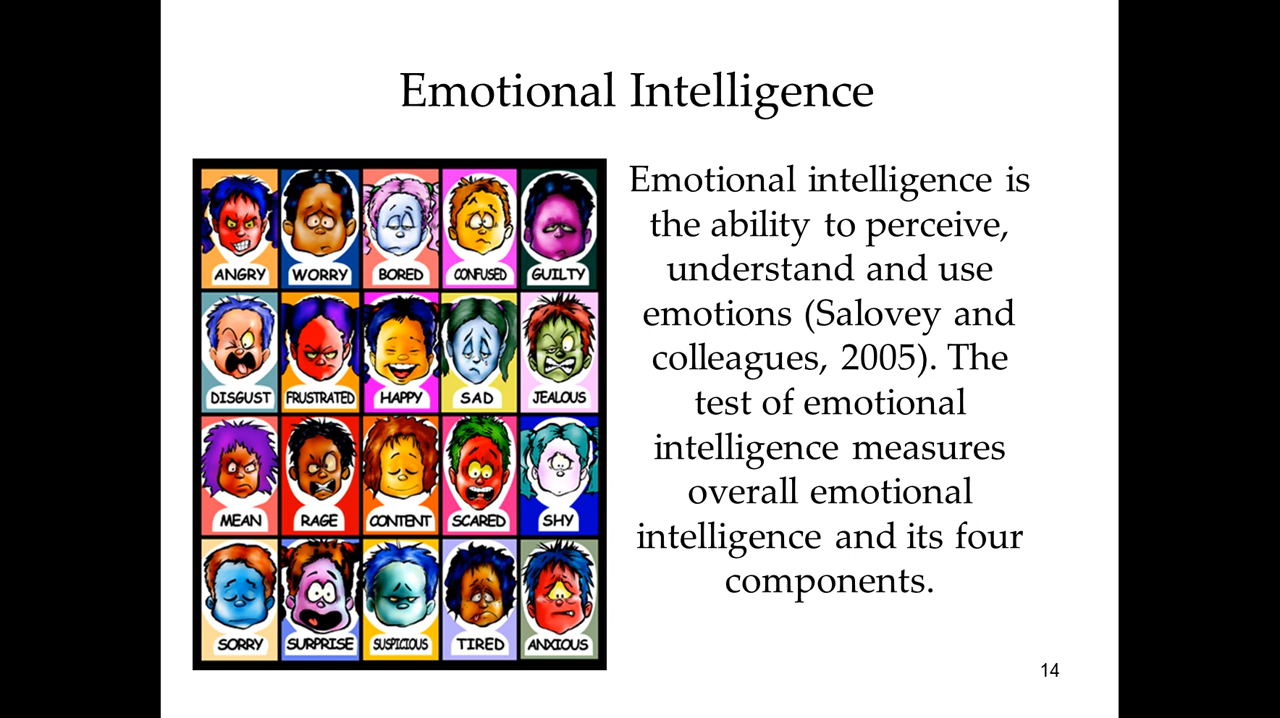 Emotional Intelligence
ANGRY WORRY BORED CONFUSED GUILTY
DISGUST FRUSTRATED HAPPY SAD JEALOUS
MEAN RAGE CONTENT SCARED SHY
SORRY SURPRISE SUSPICIOUS TIRED ANXIOUS
Emotional intelligence is
the ability to perceive,
understand and use
emotions (Salovey and
colleagues, 2005). The
test of emotional
intelligence measures
overall emotional
intelligence and its four
components.
14